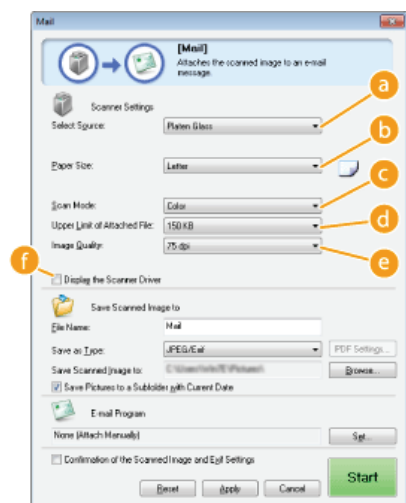 Mail
[Mail]
Attaches the scanned image to an e-mail
message.
a
Scanner Settings
Select Source: Platen Glass
b
Paper Size: Letter
c
Scan Mode: Color
d
Upper Limit of Attached File: 150 KB
Image Quality: 75 dpi
e
f
Display the Scanner Driver
Save Scanned Image to
File Name: Mail
Save as Type: JPEG/Exif PDF Settings...
Save Scanned Image to: Browse...
Save Pictures to a Subfolder with Current Date
E-mail Program
None (Attach Manually) Set...
Confirmation of the Scanned Image and Exif Settings
Reset Apply Cancel Start